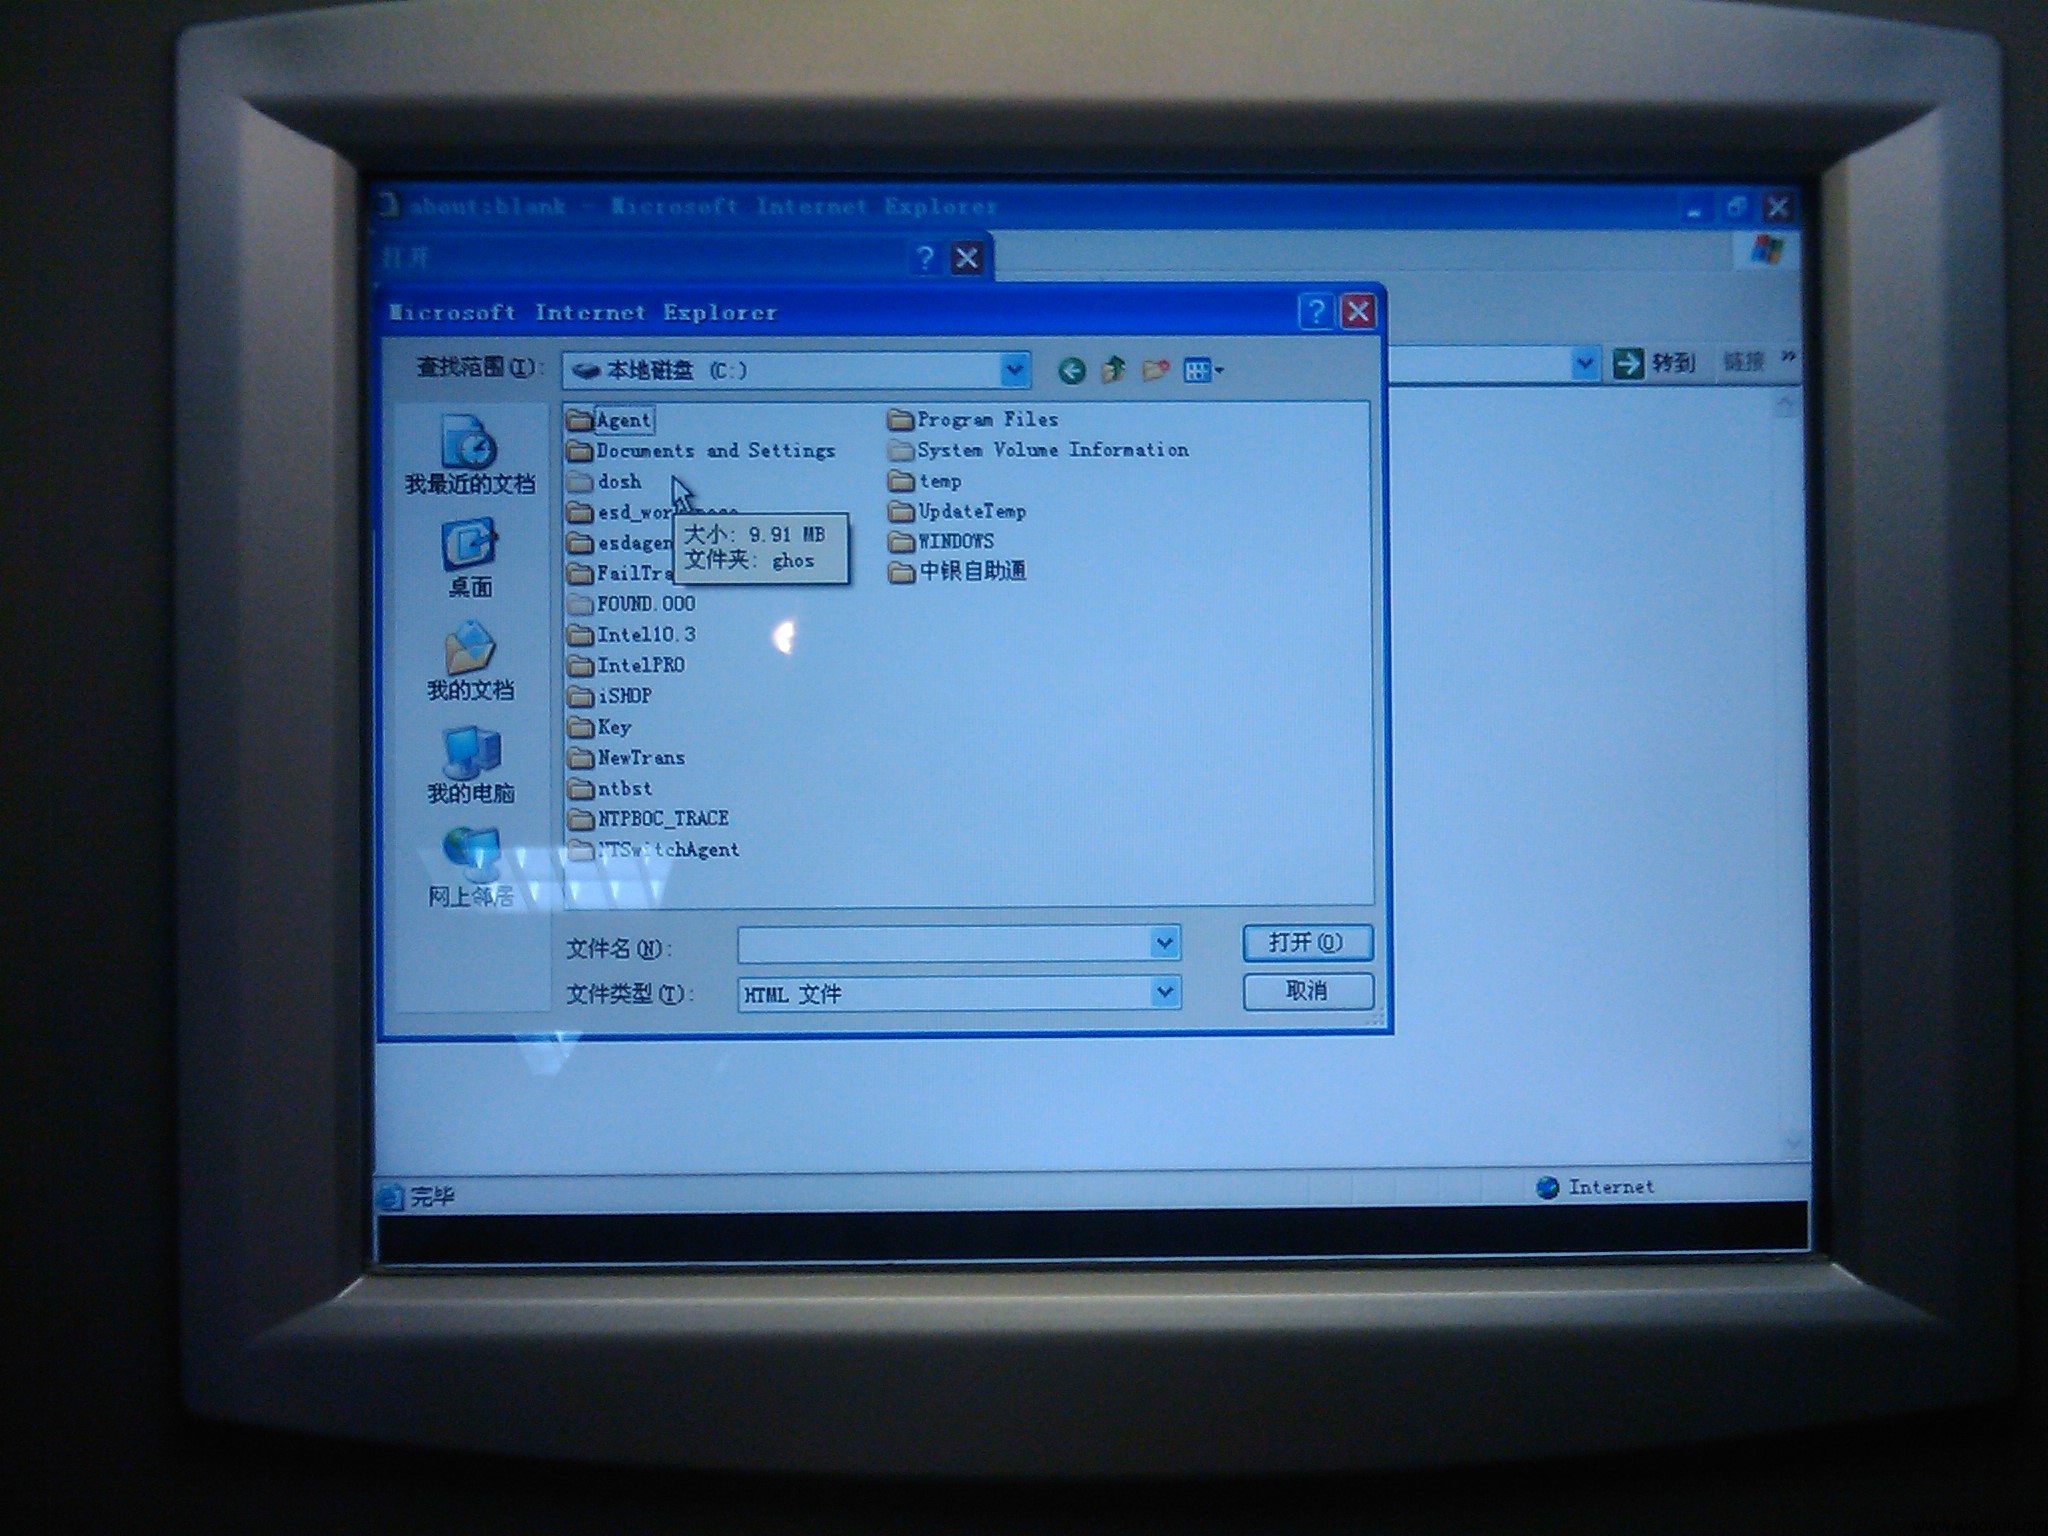 about:blank - Microsoft Internet Explorer
打开
Microsoft Internet Explorer
查找范围(I):
本地磁盘 (C:)
转到
链接
我最近的文档
桌面
我的文档
我的电脑
网上邻居
Agent
Documents and Settings
dosh
esdagen
FailTra
FOUND.000
Intel10.3
IntelPRO
iSHOP
Key
NewTrans
ntbst
NTPBOC_TRACE
NTSwitchAgent
Program Files
System Volume Information
temp
UpdateTemp
WINDOWS
中银自助通
大小: 9.91 MB
文件夹: ghos
文件名(N):
打开(O)
文件类型(T):
HTML 文件
取消
完毕
Internet